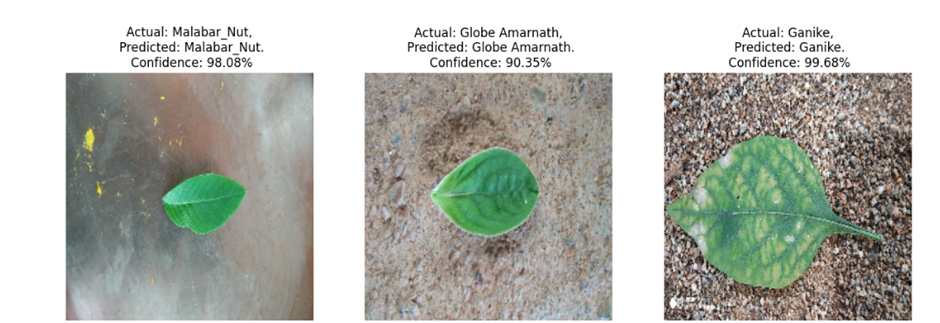 Actual: Malabar_Nut,
Predicted: Malabar_Nut.
Confidence: 98.08%
Actual: Globe Amarnath,
Predicted: Globe Amarnath.
Confidence: 90.35%
Actual: Ganike,
Predicted: Ganike.
Confidence: 99.68%